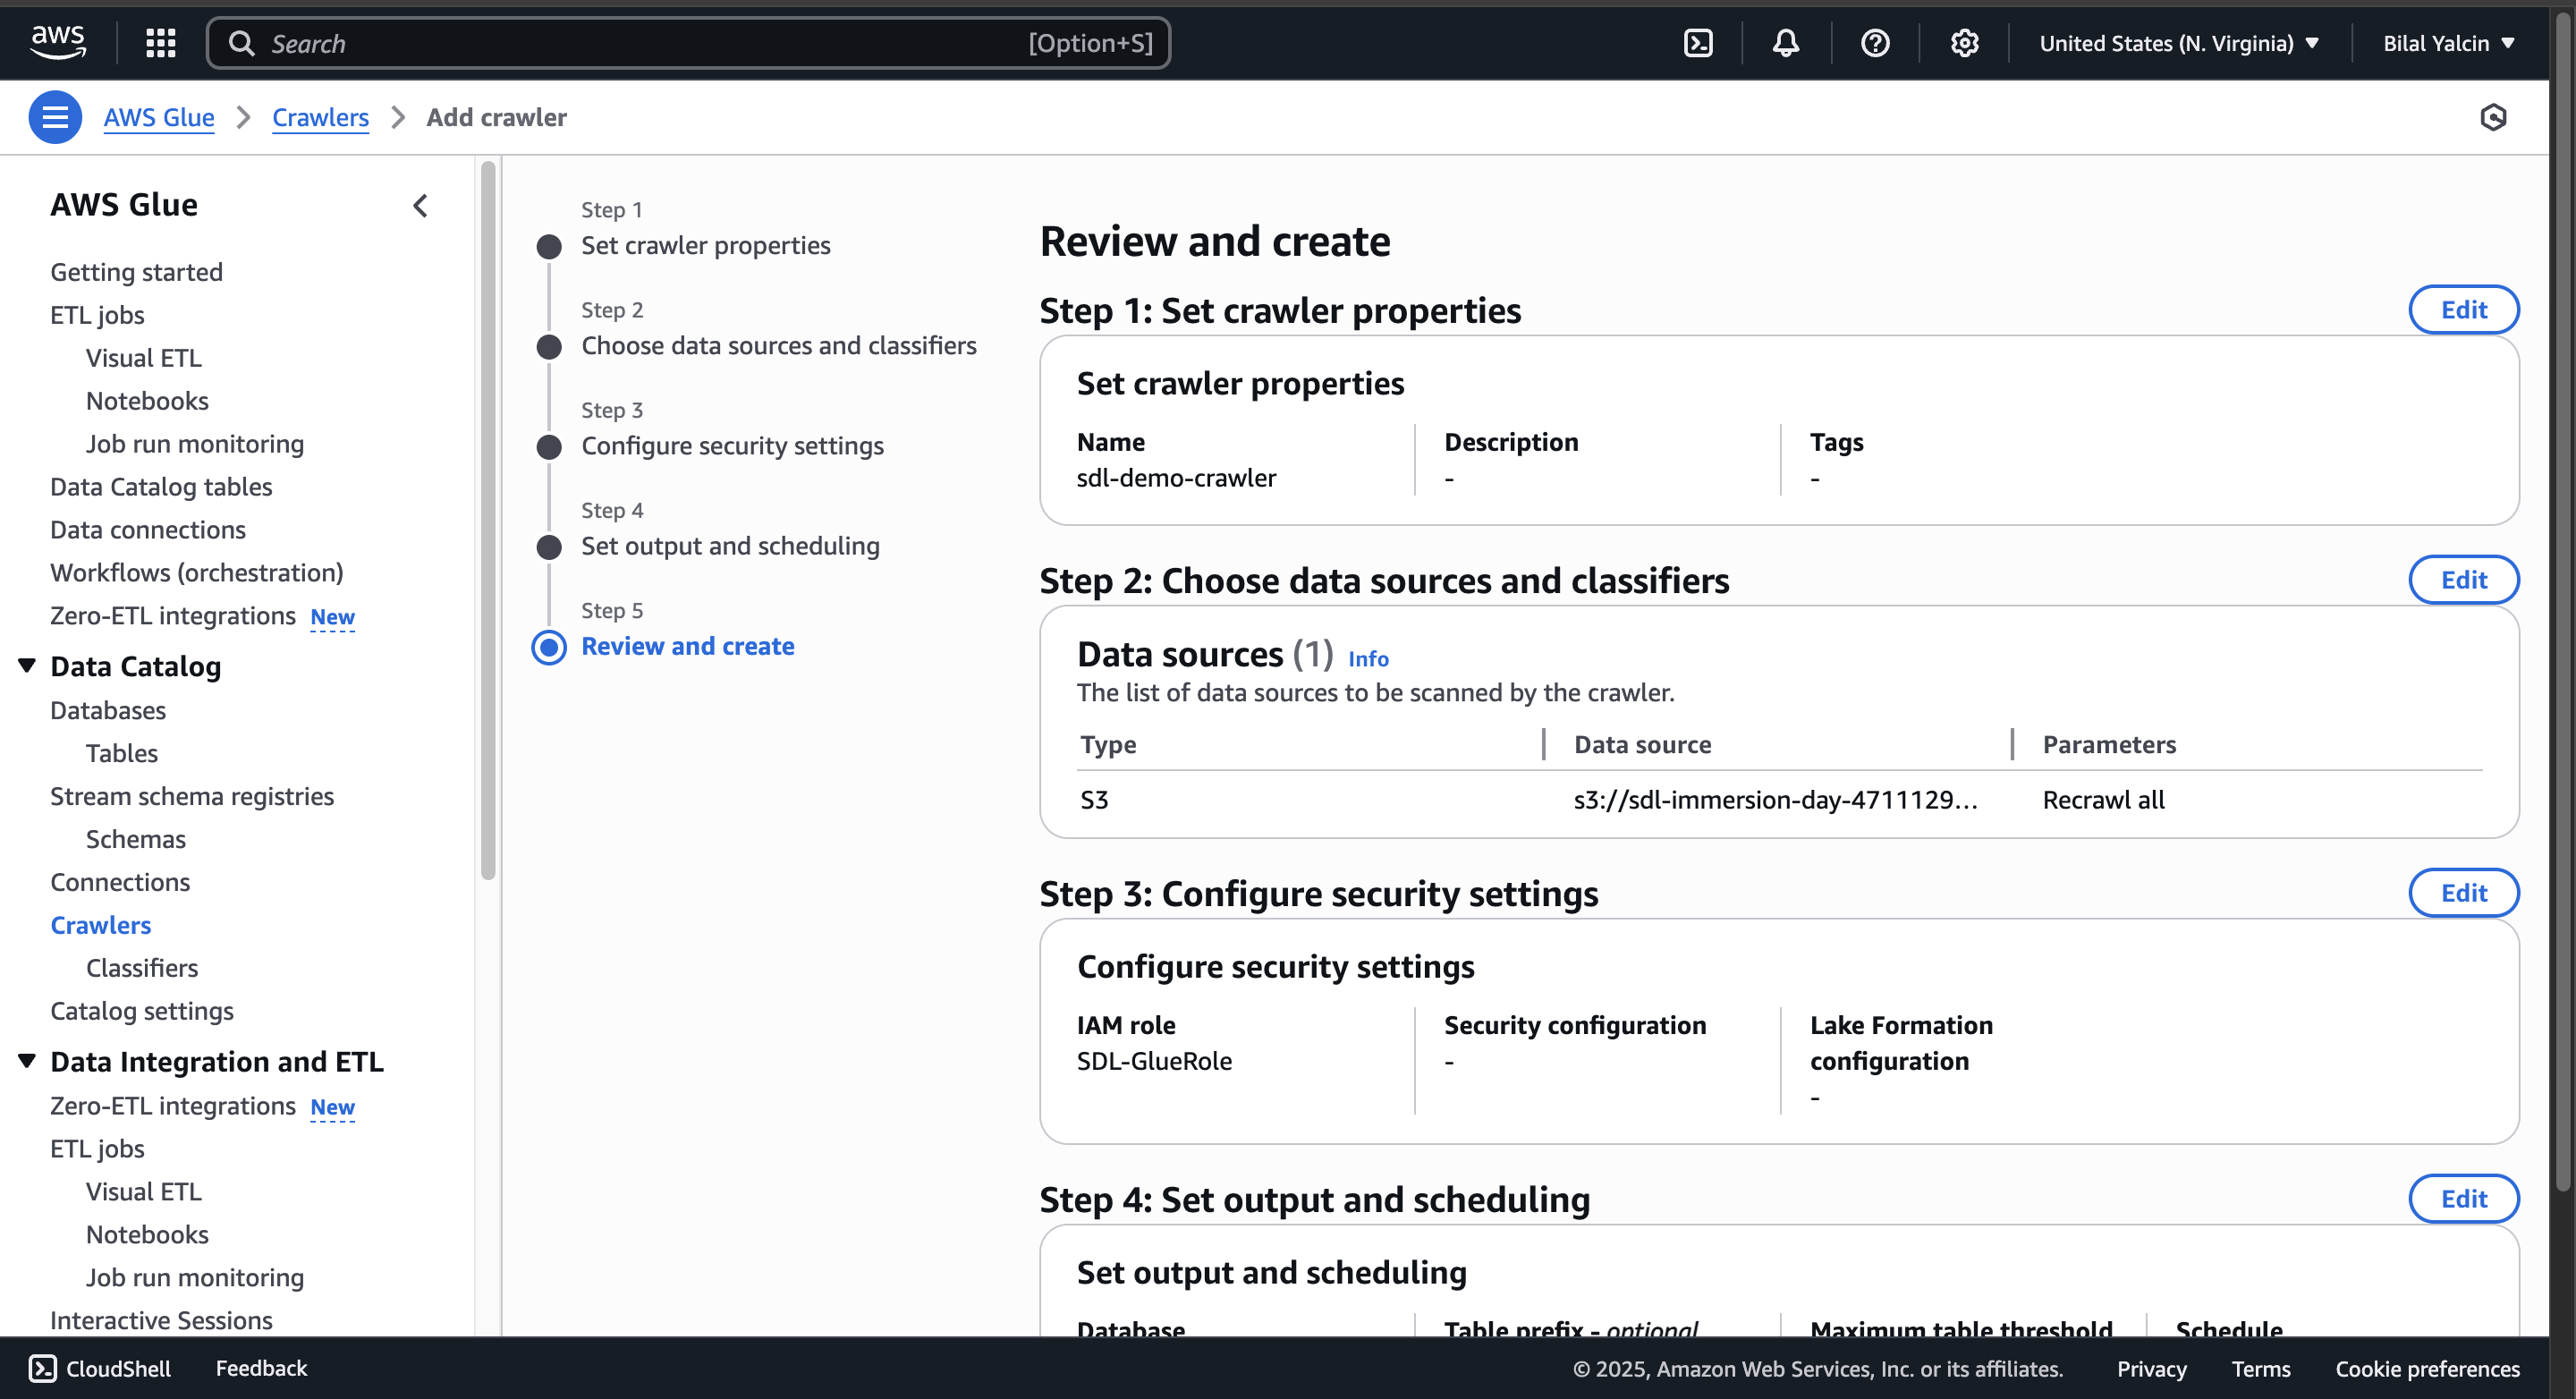 aws
Search
[Option+S]
United States (N. Virginia)
Bilal Yalcin
AWS Glue
Crawlers
Add crawler
AWS Glue
Getting started
ETL jobs
Visual ETL
Notebooks
Job run monitoring
Data Catalog tables
Data connections
Workflows (orchestration)
Zero-ETL integrations New
Data Catalog
Databases
Tables
Stream schema registries
Schemas
Connections
Crawlers
Classifiers
Catalog settings
Data Integration and ETL
Zero-ETL integrations New
ETL jobs
Visual ETL
Notebooks
Job run monitoring
Interactive Sessions
Step 1
Set crawler properties
Step 2
Choose data sources and classifiers
Step 3
Configure security settings
Step 4
Set output and scheduling
Step 5
Review and create
Review and create
Step 1: Set crawler properties
Edit
Set crawler properties
Name
sdl-demo-crawler
Description
-
Tags
-
Step 2: Choose data sources and classifiers
Edit
Data sources (1) Info
The list of data sources to be scanned by the crawler.
Type Data source Parameters
S3 s3://sdl-immersion-day-4711129... Recrawl all
Step 3: Configure security settings
Edit
Configure security settings
IAM role
SDL-GlueRole
Security configuration
-
Lake Formation
configuration
-
Step 4: Set output and scheduling
Edit
Set output and scheduling
Database Table prefix - optional Maximum table threshold Schedule
CloudShell
Feedback
© 2025, Amazon Web Services, Inc. or its affiliates.
Privacy
Terms
Cookie preferences